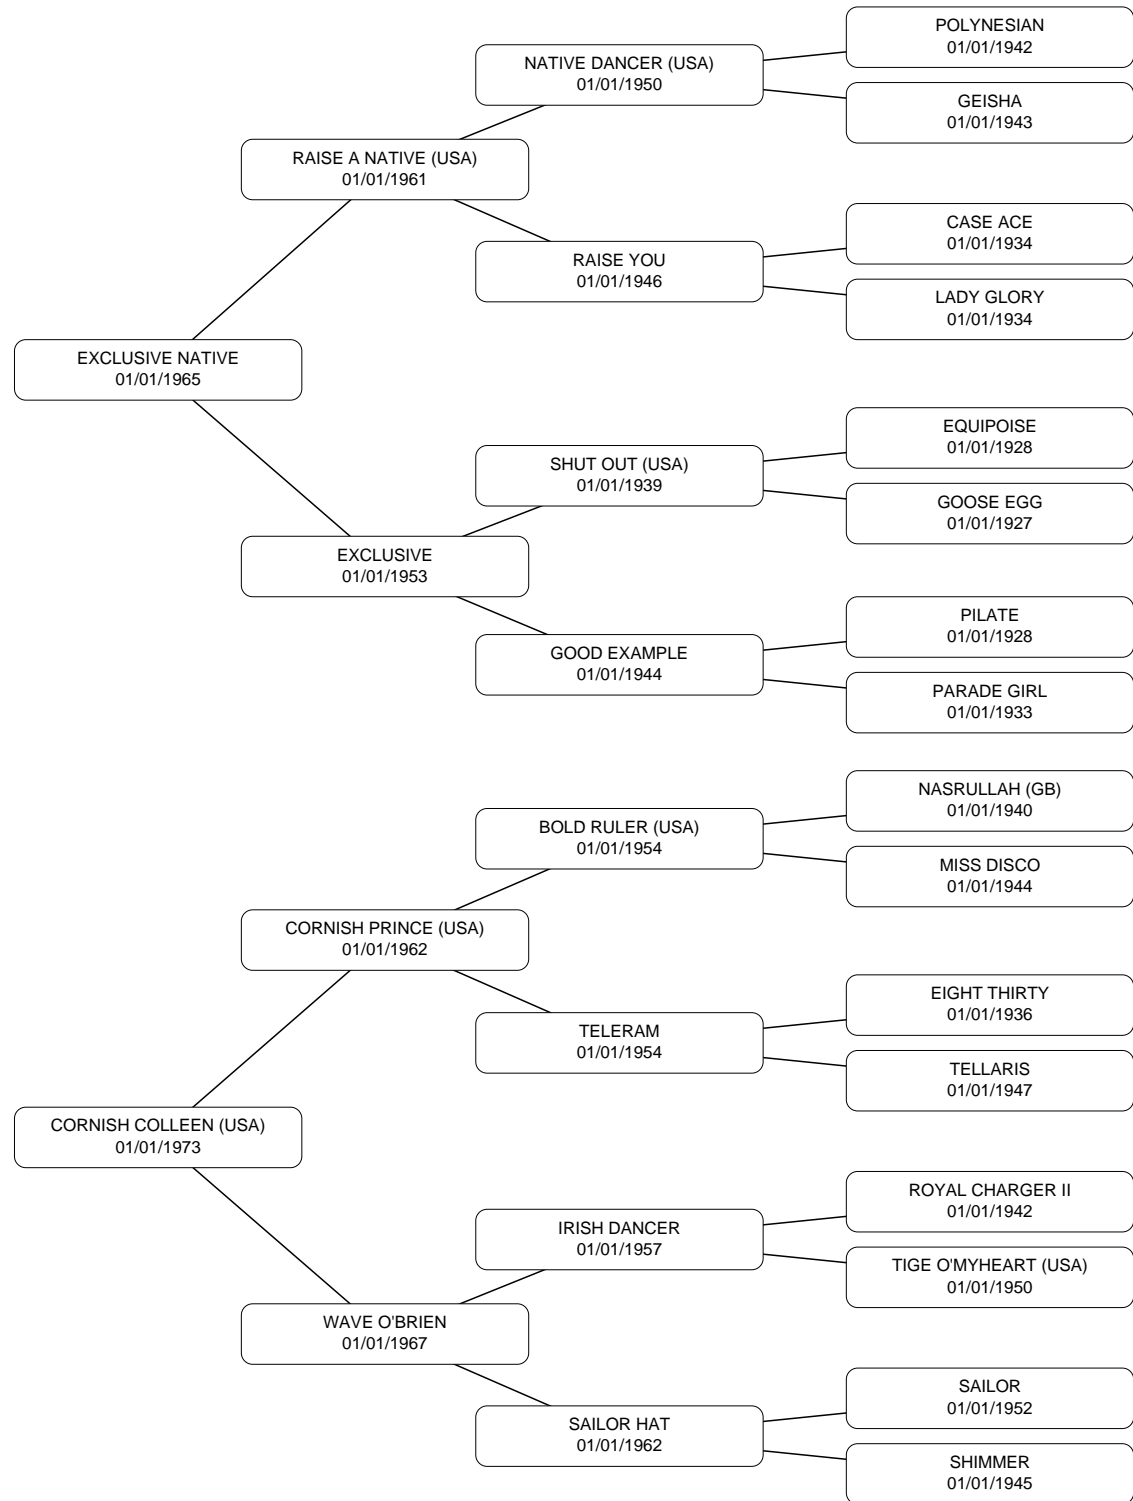 POLYNESIAN
01/01/1942
NATIVE DANCER (USA)
01/01/1950
GEISHA
01/01/1943
RAISE A NATIVE (USA)
01/01/1961
CASE ACE
01/01/1934
RAISE YOU
01/01/1946
LADY GLORY
01/01/1934
EXCLUSIVE NATIVE
01/01/1965
EQUIPOISE
01/01/1928
SHUT OUT (USA)
01/01/1939
GOOSE EGG
01/01/1927
EXCLUSIVE
01/01/1953
PILATE
01/01/1928
GOOD EXAMPLE
01/01/1944
PARADE GIRL
01/01/1933
NASRULLAH (GB)
01/01/1940
BOLD RULER (USA)
01/01/1954
MISS DISCO
01/01/1944
CORNISH PRINCE (USA)
01/01/1962
EIGHT THIRTY
01/01/1936
TELERAM
01/01/1954
TELLARIS
01/01/1947
CORNISH COLLEEN (USA)
01/01/1973
ROYAL CHARGER II
01/01/1942
IRISH DANCER
01/01/1957
TIGE O'MYHEART (USA)
01/01/1950
WAVE O'BRIEN
01/01/1967
SAILOR
01/01/1952
SAILOR HAT
01/01/1962
SHIMMER
01/01/1945